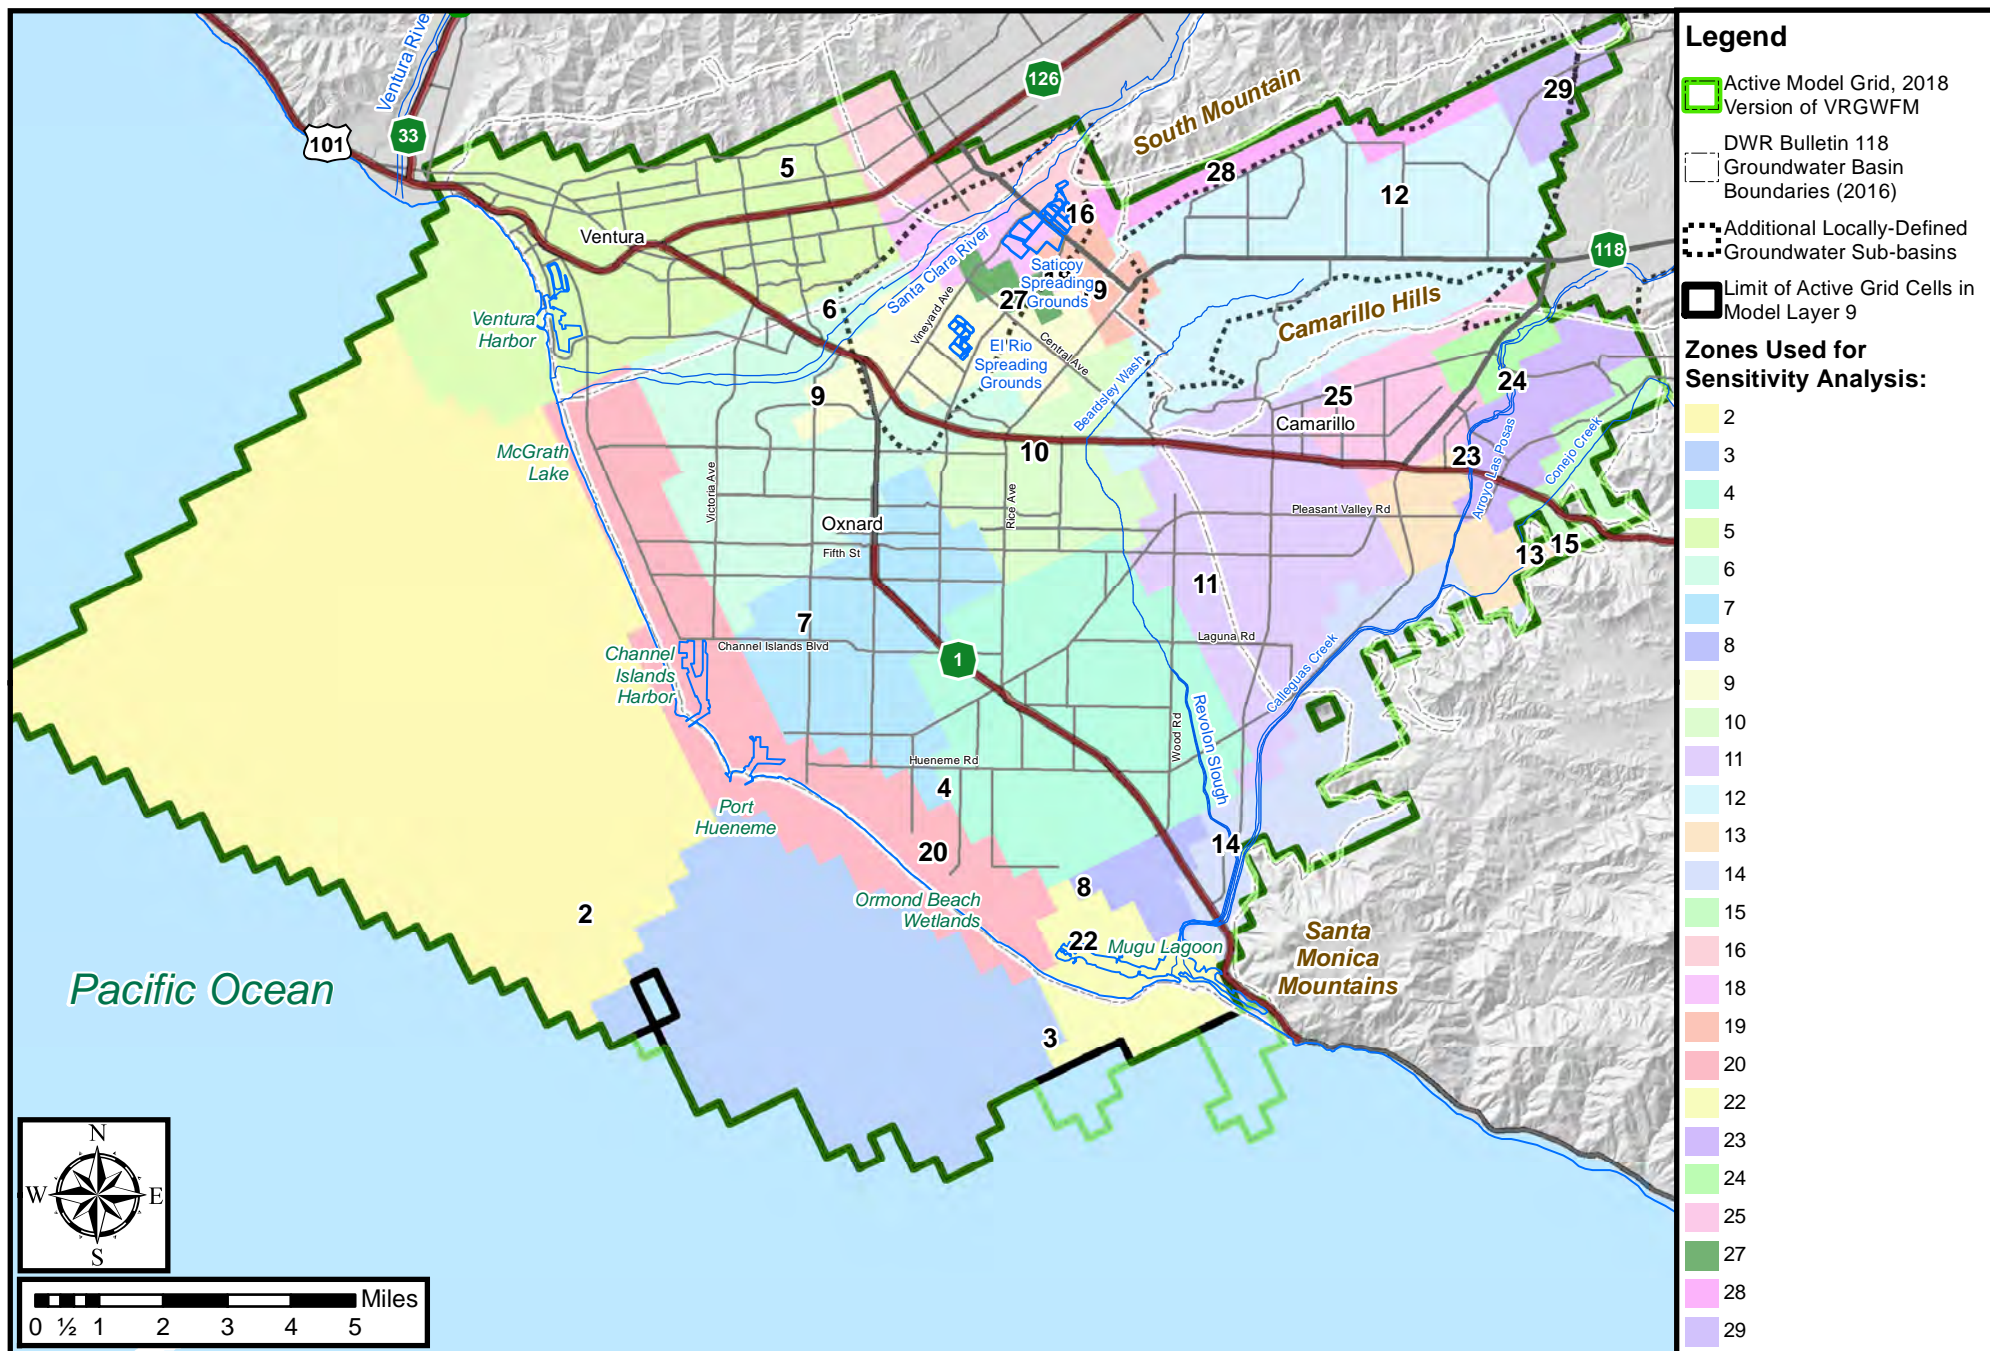 Ventura River
126
33
101
South Mountain
29
28
5
12
16
Ventura
118
Santa Clara River
Saticoy
Spreading
Grounds
27
9
6
Vineyard Ave
Ventura
Harbor
Camarillo Hills
Central Ave
El Rio
Spreading
Grounds
Beardsley Wash
24
9
25
Camarillo
10
McGrath
Lake
23
Arroyo Las Posas
Conejo Creek
Victoria Ave
Rice Ave
Pleasant Valley Rd
Oxnard
Fifth St
13
15
11
7
Channel Islands Blvd
Laguna Rd
1
Channel
Islands
Harbor
Calleguas Creek
Revolon Slough
Wood Rd
Hueneme Rd
4
Port
Hueneme
14
20
8
Ormond Beach
Wetlands
2
22
Mugu Lagoon
Santa
Monica
Mountains
Pacific Ocean
3
N
W
E
S
Miles
0 ½ 1 2 3 4 5
Legend
Active Model Grid, 2018
Version of VRGWFM
DWR Bulletin 118
Groundwater Basin
Boundaries (2016)
Additional Locally-Defined
Groundwater Sub-basins
Limit of Active Grid Cells in
Model Layer 9
Zones Used for
Sensitivity Analysis:
2
3
4
5
6
7
8
9
10
11
12
13
14
15
16
18
19
20
22
23
24
25
27
28
29